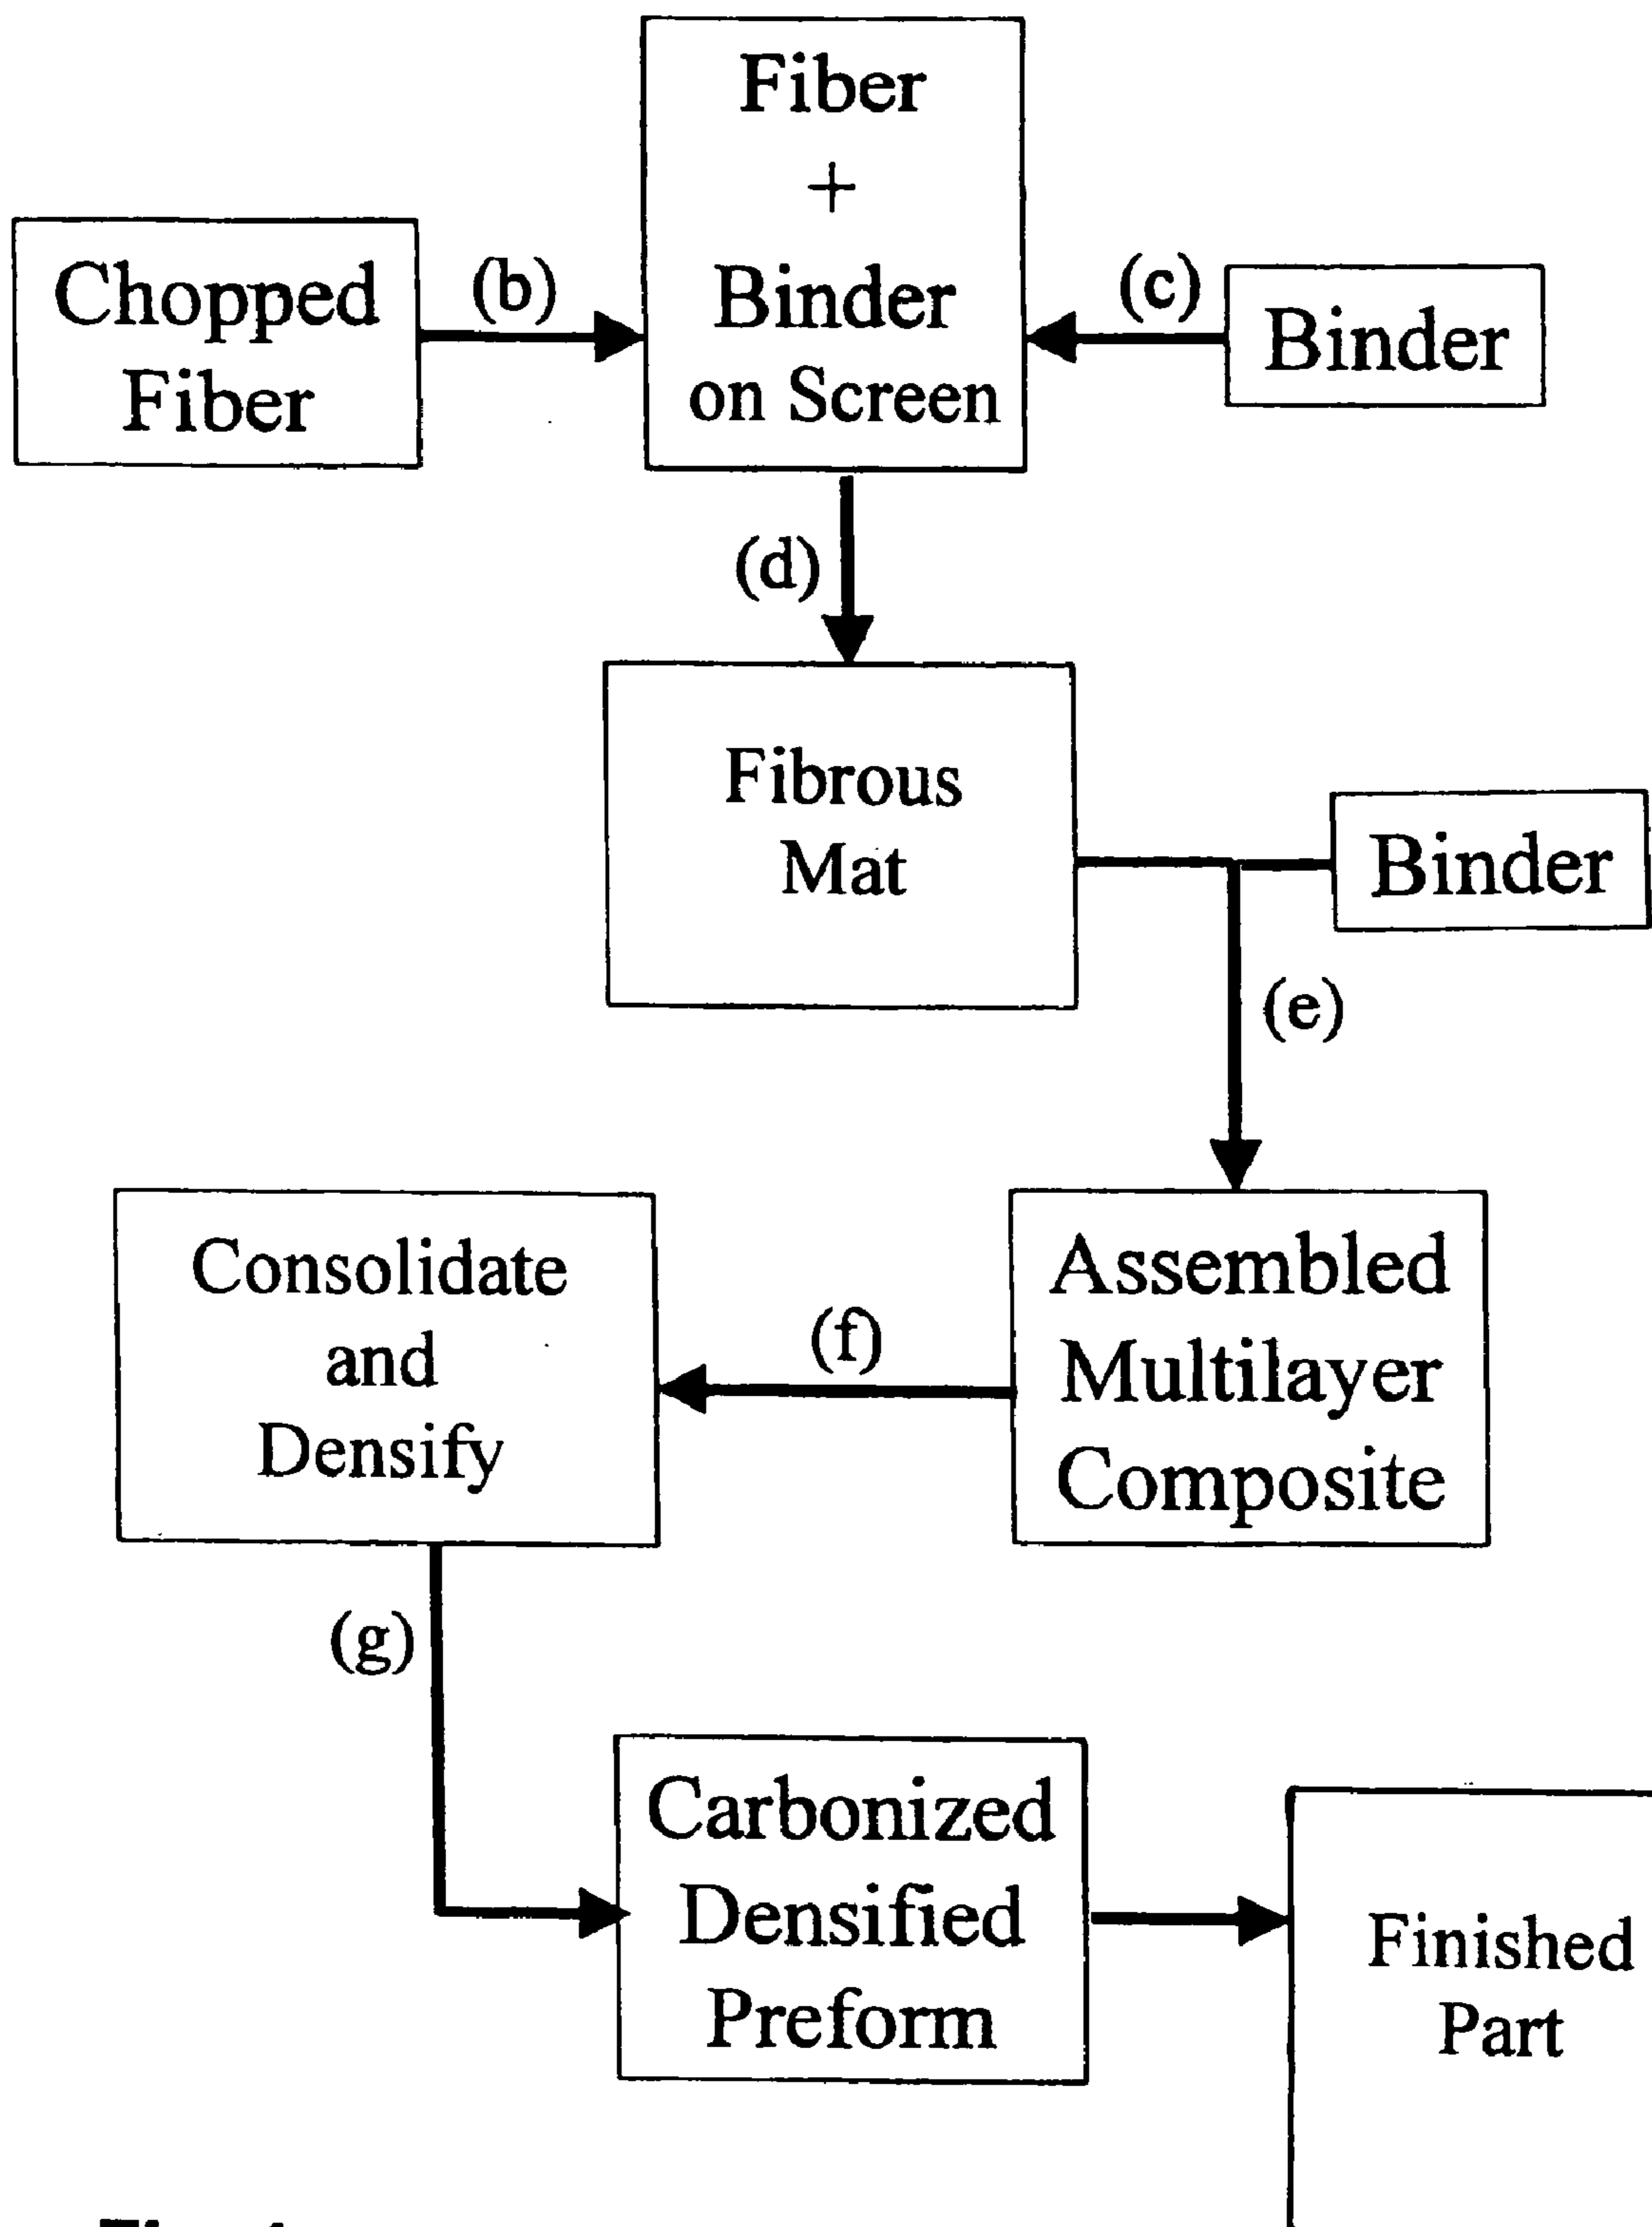 Fiber
+
Binder
on Screen
Chopped
Fiber
(b)
(c)
Binder
(d)
Fibrous
Mat
Binder
(e)
Consolidate
and
Densify
(f)
Assembled
Multilayer
Composite
(g)
Carbonized
Densified
Preform
Finished
Part